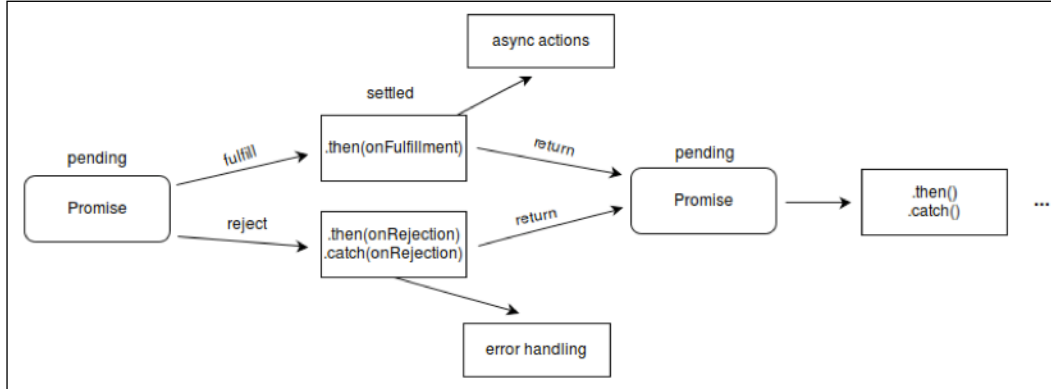 async actions
settled
.then(onFulfillment)
pending
fulfill
return
pending
Promise
Promise
.then()
.catch()
...
reject
return
.then(onRejection)
.catch(onRejection)
error handling